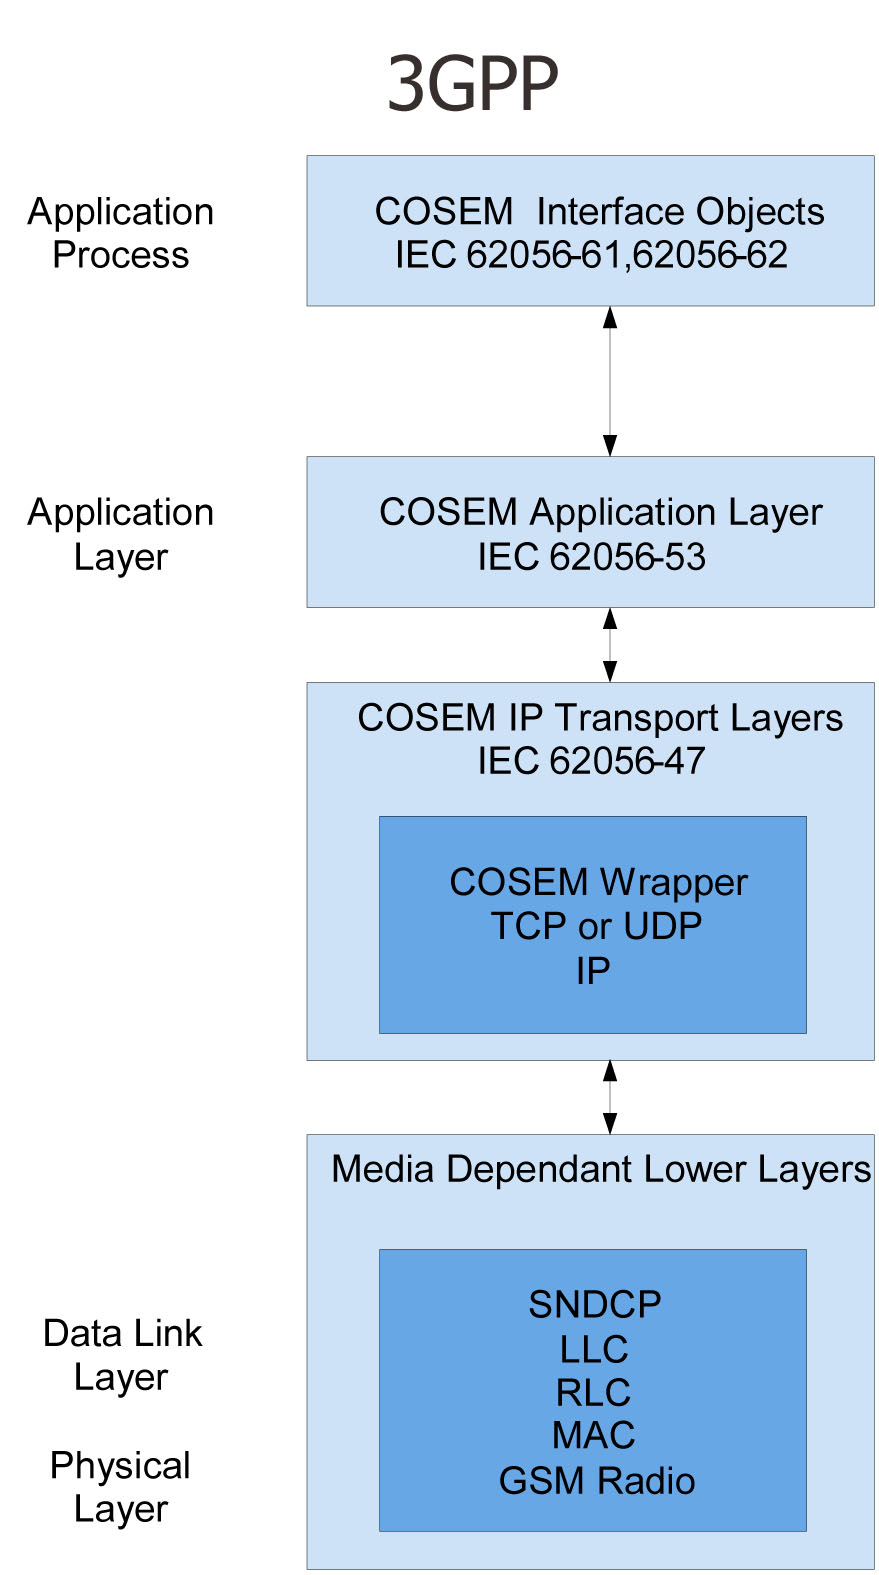 3GPP
Application
Process
COSEM  Interface Objects
IEC 62056-61,62056-62
Application
Layer
COSEM Application Layer
IEC 62056-53
COSEM IP Transport Layers
IEC 62056-47
COSEM Wrapper
TCP or UDP
IP
Media Dependant Lower Layers
Data Link
Layer
Physical
Layer
SNDCP
LLC
RLC
MAC
GSM Radio